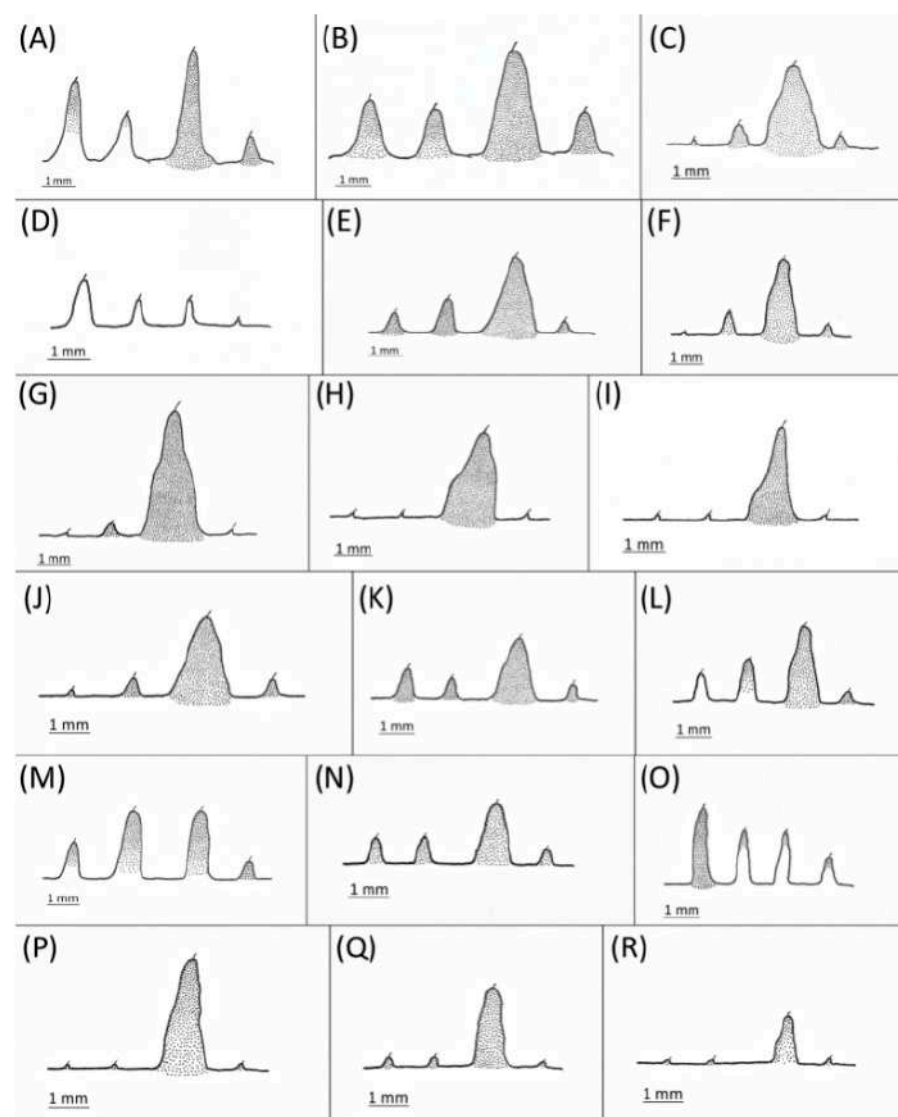 (A)
1 mm
(B)
1 mm
(C)
1 mm
(D)
1 mm
(E)
1 mm
(F)
1 mm
(G)
1 mm
(H)
1 mm
(I)
1 mm
(J)
1 mm
(K)
1 mm
(L)
1 mm
(M)
1 mm
(N)
1 mm
(O)
1 mm
(P)
1 mm
(Q)
1 mm
(R)
1 mm